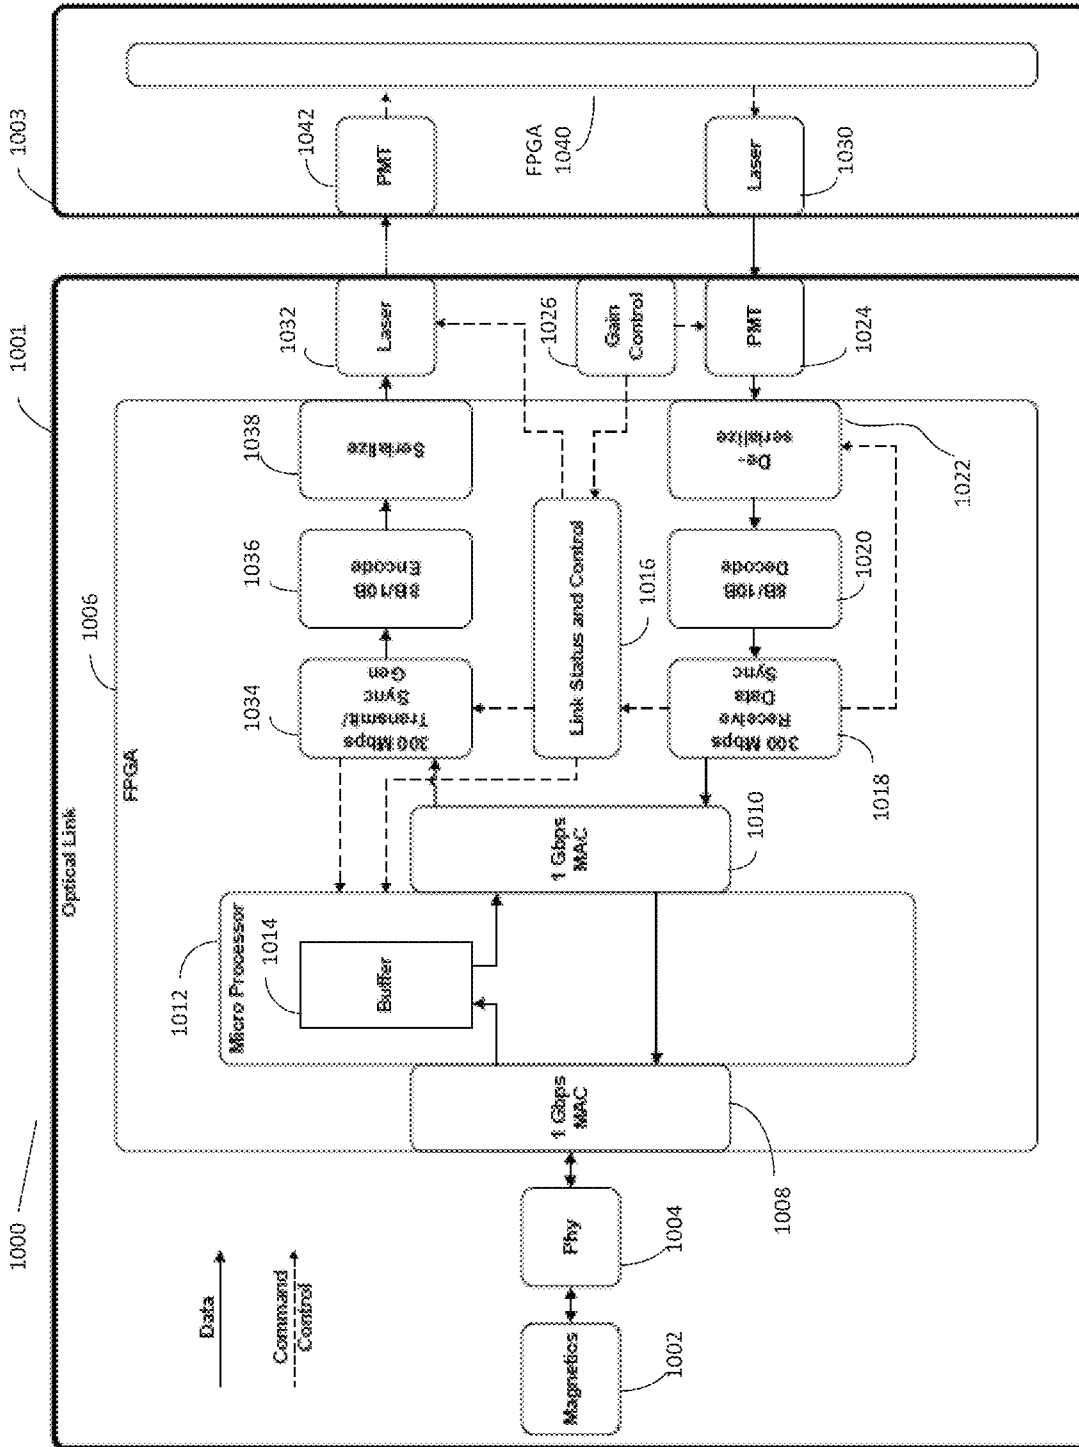 1000
1001
1003
Optical Link
Data
Command
Control
1006
FPGA
1012
Micro Processor
1014
Buffer
1034
300 Mbps
Transmit/
Sync
Gen
1036
8B/10B
Encode
1038
Serialize
1032
Laser
1042
PMT
Magnetics
1002
Phy
1004
1 Gbps
MAC
1008
1 Gbps
MAC
1010
Link Status and Control
1016
1026
Gain
Control
FPGA
1040
300 Mbps
Receive
Data
Sync
1018
8B/10B
Decode
1020
De-
serialize
1022
PMT
1024
Laser
1030